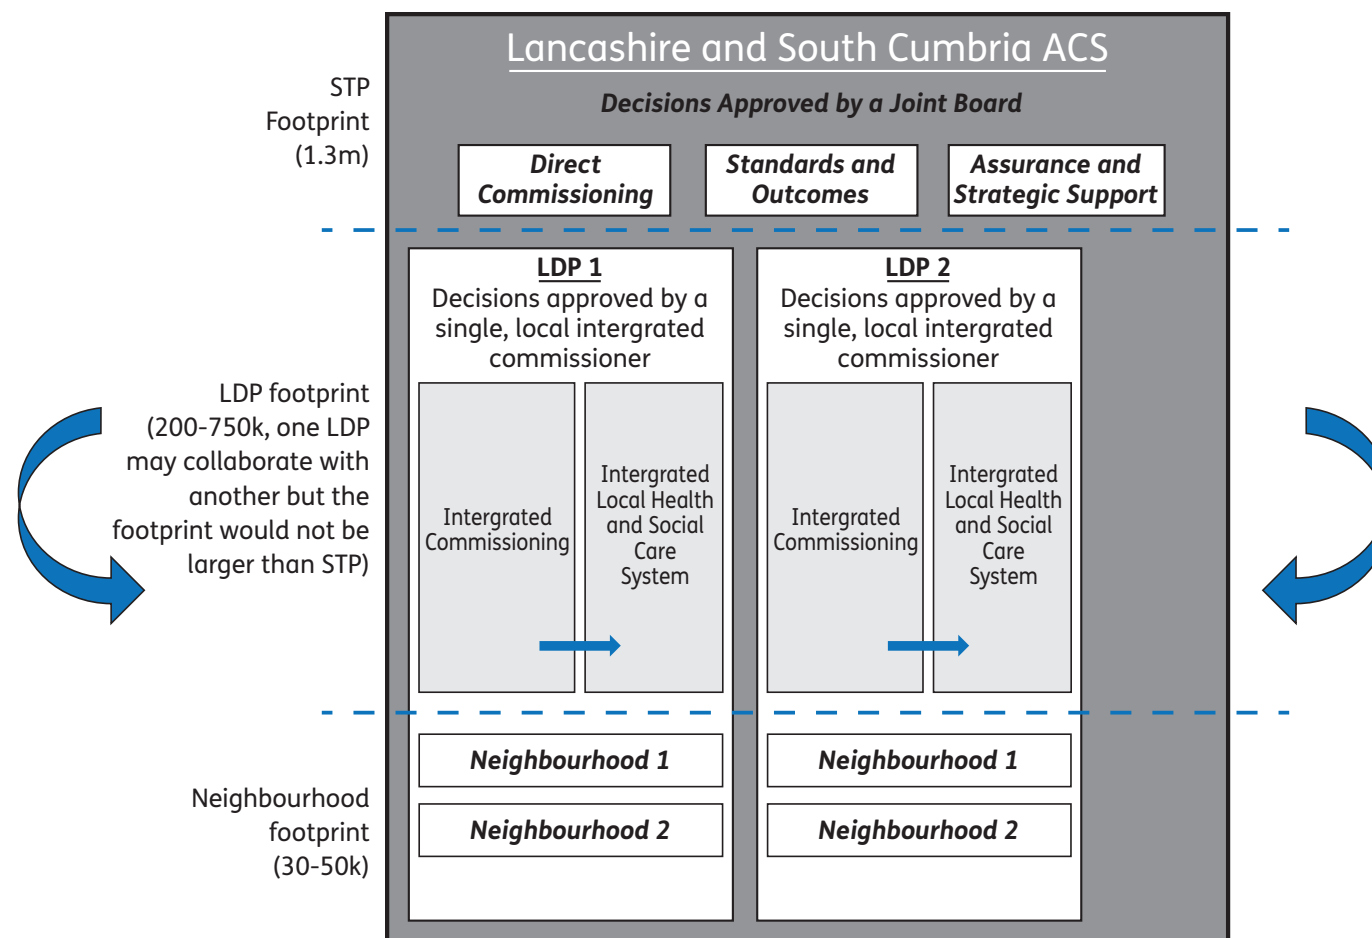 Lancashire and South Cumbria ACS
Decisions Approved by a Joint Board
STP
Footprint
(1.3m)
Direct
Commissioning
Standards and
Outcomes
Assurance and
Strategic Support
LDP footprint
(200-750k, one LDP
may collaborate with
another but the
footprint would not be
larger than STP)
LDP 1
Decisions approved by a
single, local intergrated
commissioner
Intergrated
Commissioning
Intergrated
Local Health
and Social
Care
System
LDP 2
Decisions approved by a
single, local intergrated
commissioner
Intergrated
Commissioning
Intergrated
Local Health
and Social
Care
System
Neighbourhood
footprint
(30-50k)
Neighbourhood 1
Neighbourhood 2
Neighbourhood 1
Neighbourhood 2